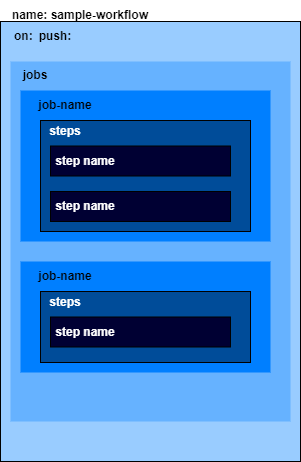 name: sample-workflow
on: push:
jobs
job-name
steps
step name
step name
job-name
steps
step name